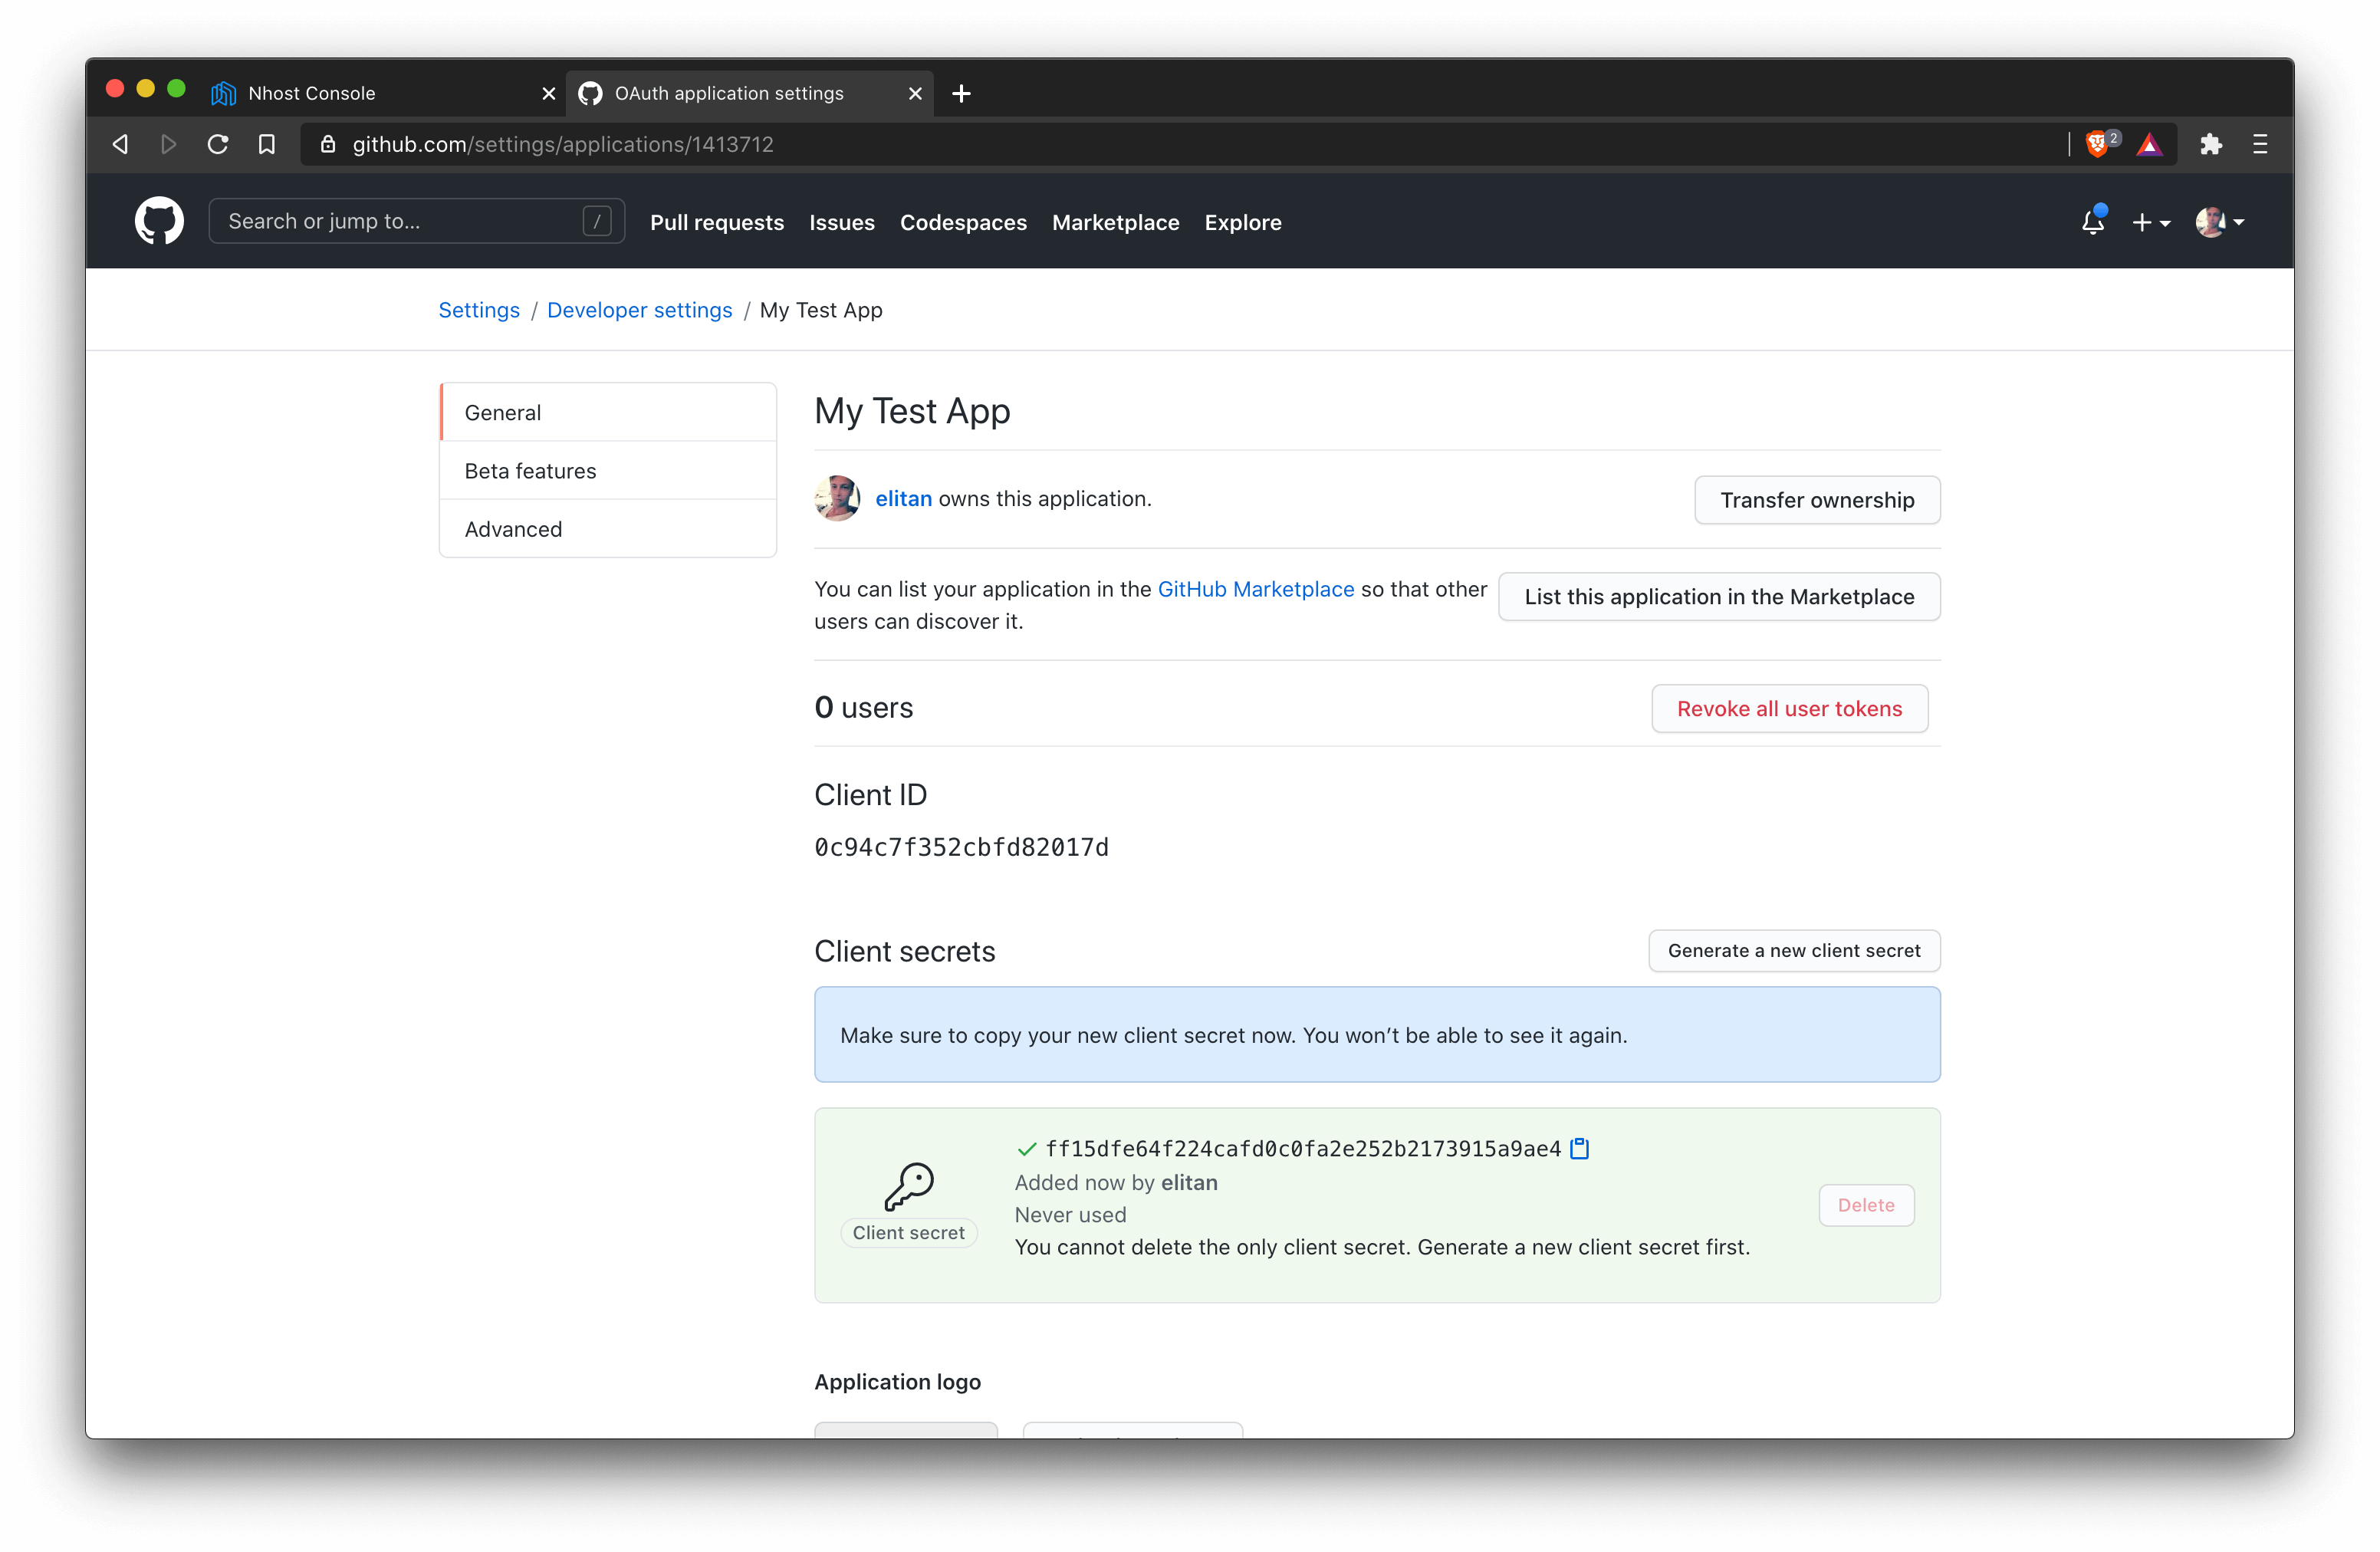 Nhost Console
OAuth application settings
github.com/settings/applications/1413712
2
Search or jump to... /
Pull requests Issues Codespaces Marketplace Explore
Settings / Developer settings / My Test App
General
Beta features
Advanced
My Test App
elitan owns this application.
Transfer ownership
You can list your application in the GitHub Marketplace so that other
users can discover it.
List this application in the Marketplace
0 users
Revoke all user tokens
Client ID
0c94c7f352cbfd82017d
Client secrets
Generate a new client secret
Make sure to copy your new client secret now. You won’t be able to see it again.
ff15dfe64f224cafd0c0fa2e252b2173915a9ae4
Added now by elitan
Never used
You cannot delete the only client secret. Generate a new client secret first.
Client secret
Delete
Application logo